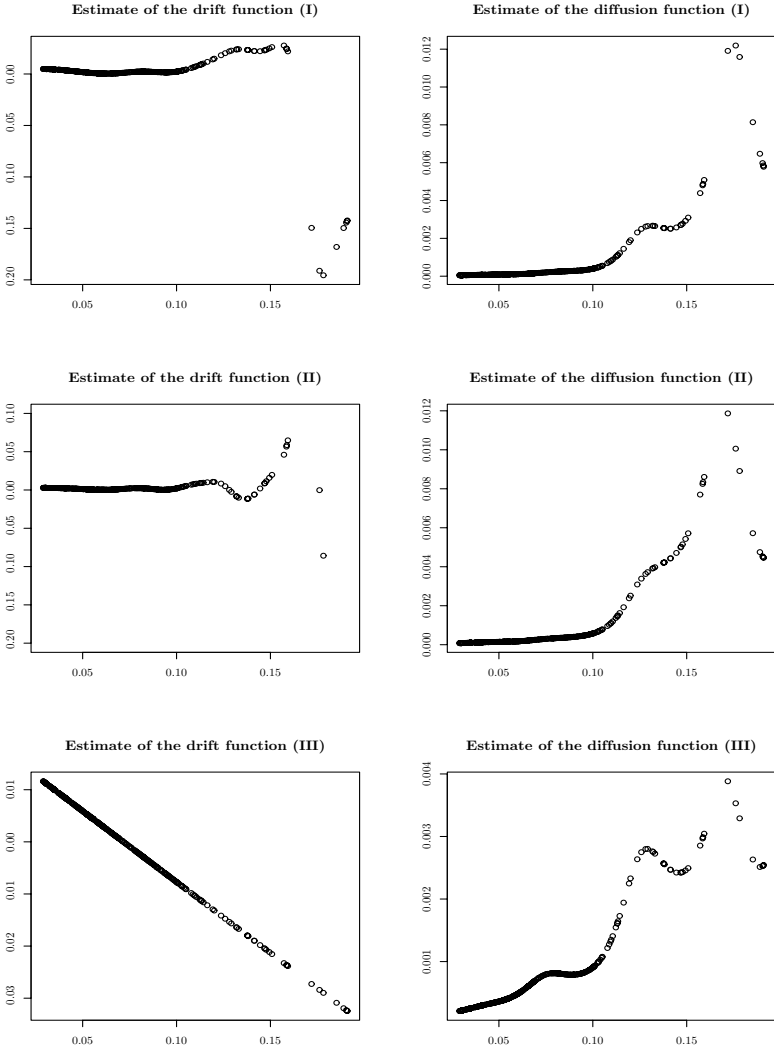 Estimate of the drift function (I)
0.00
0.05
0.10
0.15
0.20
0.05 0.10 0.15
Estimate of the diffusion function (I)
0.012
0.010
0.008
0.006
0.004
0.002
0.000
0.05 0.10 0.15
Estimate of the drift function (II)
0.10
0.05
0.00
0.05
0.10
0.15
0.20
0.05 0.10 0.15
Estimate of the diffusion function (II)
0.012
0.010
0.008
0.006
0.004
0.002
0.000
0.05 0.10 0.15
Estimate of the drift function (III)
0.01
0.00
0.01
0.02
0.03
0.05 0.10 0.15
Estimate of the diffusion function (III)
0.004
0.003
0.002
0.001
0.05 0.10 0.15